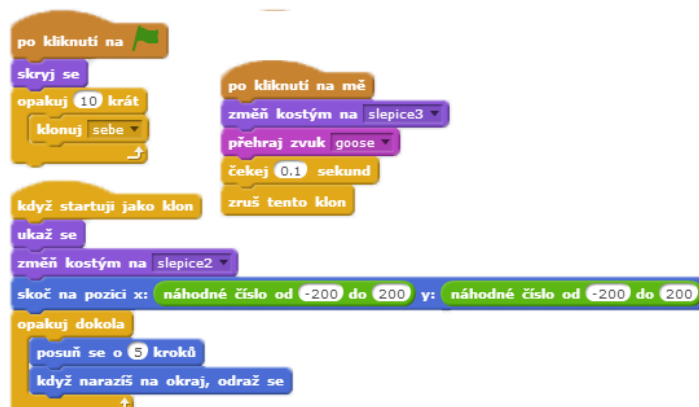 po kliknutí na
skryj se
opakuj 10 krát
klonuj sebe
po kliknutí na mě
změň kostým na slepice3
přehraj zvuk goose
čekej 0.1 sekund
zruš tento klon
když startuji jako klon
ukaž se
změň kostým na slepice2
skoč na pozici x: náhodné číslo od -200 do 200 y: náhodné číslo od -200 do 200
opakuj dokola
posuň se o 5 kroků
když narazíš na okraj, odraž se